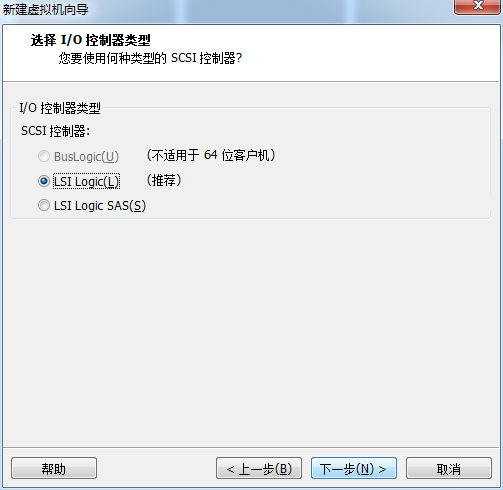 新建虚拟机向导
选择 I/O 控制器类型
您要使用何种类型的 SCSI 控制器?
I/O 控制器类型
SCSI 控制器:
BusLogic(U) (不适用于 64 位客户机)
LSI Logic(L) (推荐)
LSI Logic SAS(S)
帮助 < 上一步(B) 下一步(N) > 取消